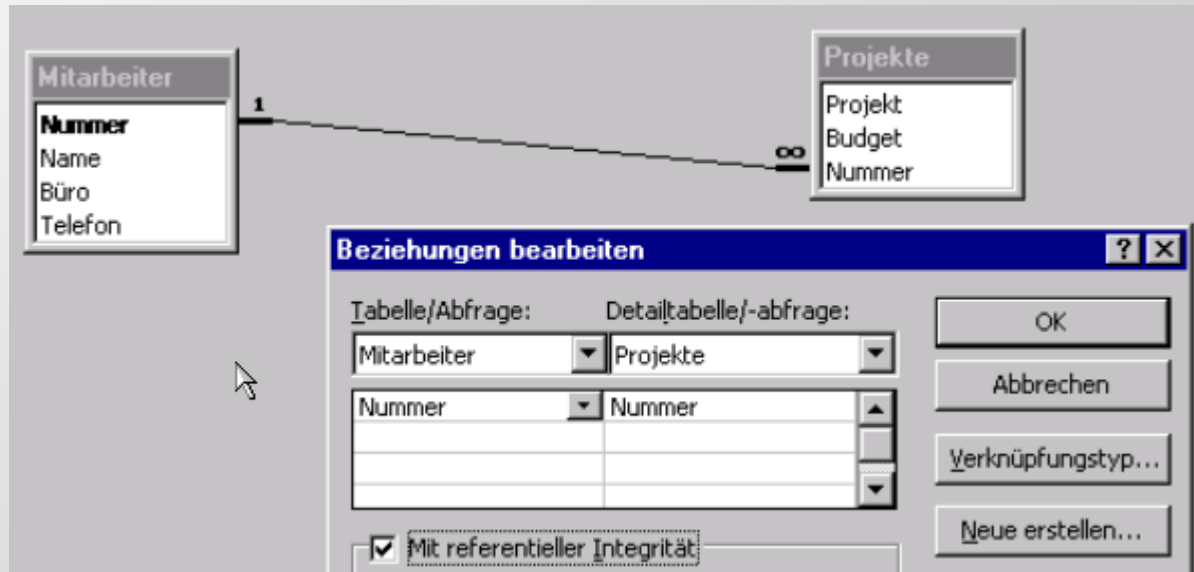 Mitarbeiter
Nummer
Name
Büro
Telefon
1
∞
Projekte
Projekt
Budget
Nummer
Beziehungen bearbeiten
Tabelle/Abfrage: Detailtabelle/-abfrage:
Mitarbeiter Projekte
Nummer Nummer
Mit referentieller Integrität
OK
Abbrechen
Verknüpfungstyp...
Neue erstellen...